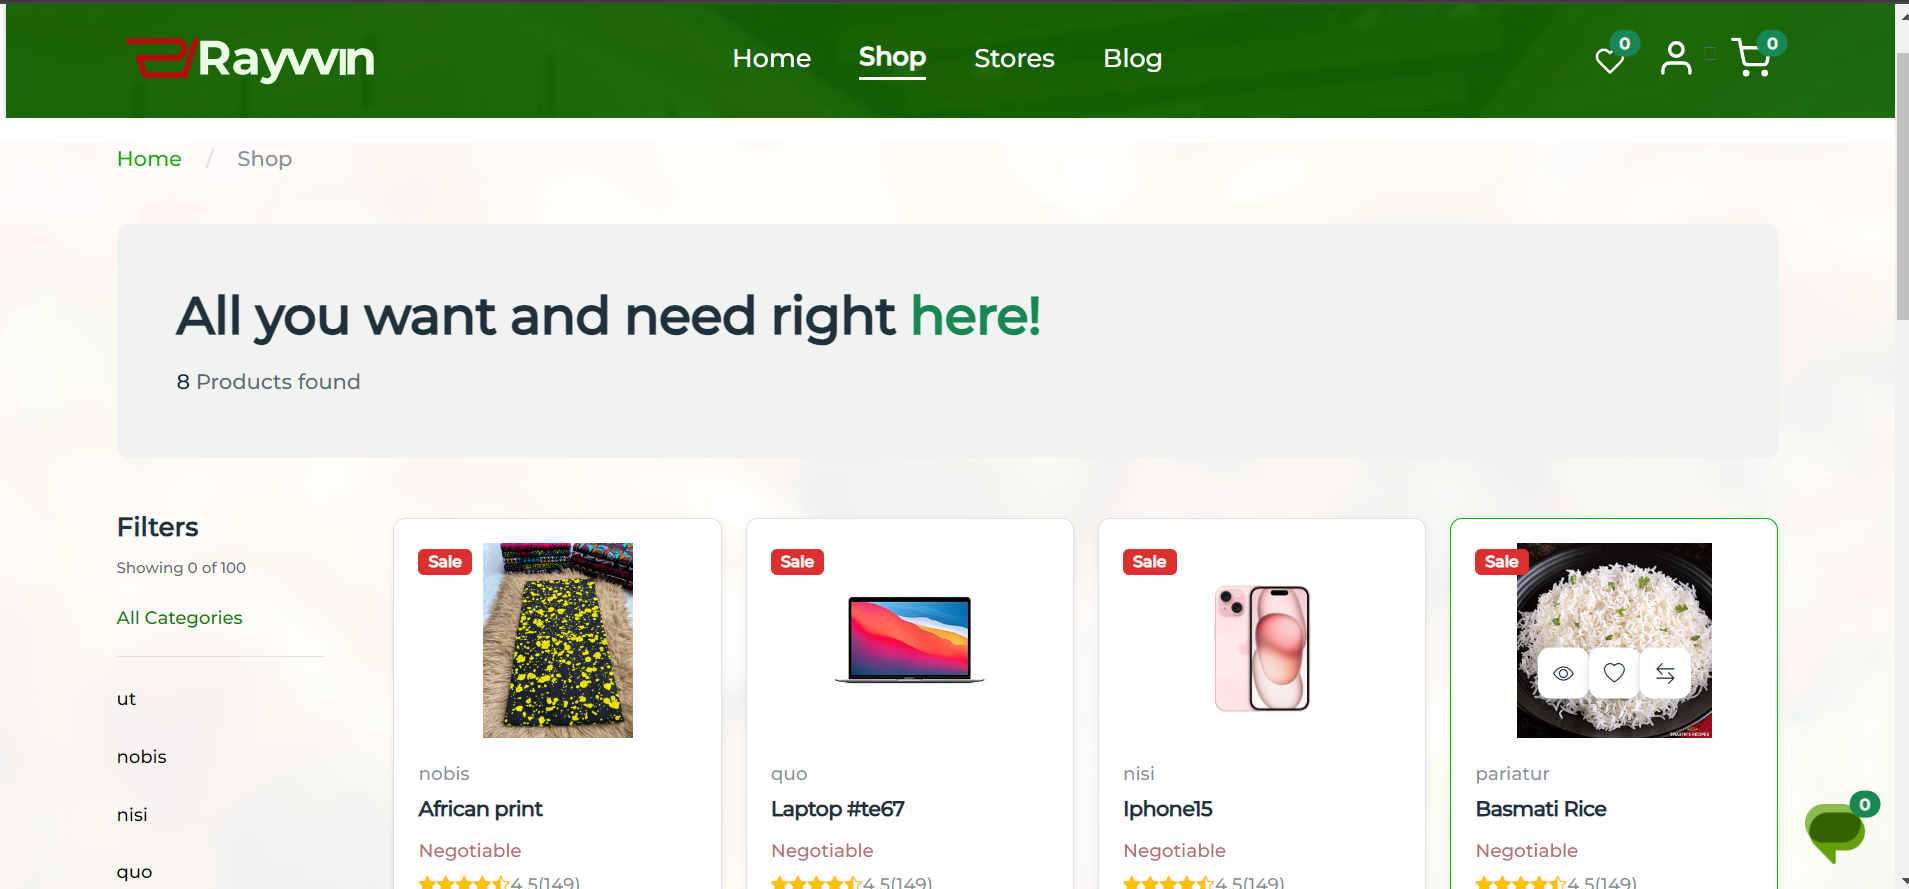 Rayvvin
Home
Shop
Stores
Blog
0
0
Home / Shop
All you want and need right here!
8 Products found
Filters
Showing 0 of 100
All Categories
ut
nobis
nisi
quo
Sale
nobis
African print
Negotiable
4.5(149)
Sale
quo
Laptop #te67
Negotiable
4.5(149)
Sale
nisi
Iphone15
Negotiable
4.5(149)
Sale
SWASTHI'S RECIPES
pariatur
Basmati Rice
Negotiable
4.5(149)
0